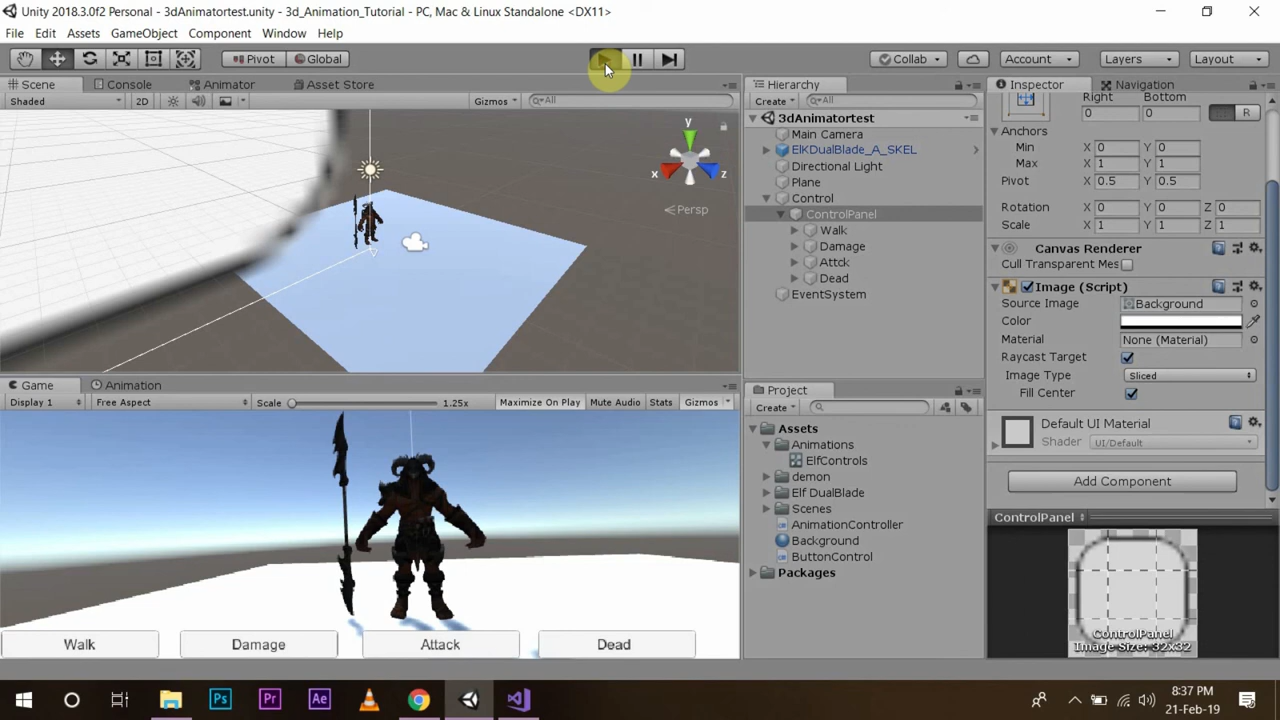 Unity 2018.3.0f2 Personal - 3dAnimatortest.unity - 3d_Animation_Tutorial - PC, Mac & Linux Standalone <DX11>
File Edit Assets GameObject Component Window Help
Pivot Global Collab Account Layers Layout
Scene Console Animator Asset Store
Shaded 2D Gizmos All
y
x z
Persp
Game Animation
Display 1 Free Aspect Scale 1.25x Maximize On Play Mute Audio Stats Gizmos
Walk Damage Attack Dead
Hierarchy
Create All
3dAnimatortest
Main Camera
ElKDualBlade_A_SKEL
Directional Light
Plane
Control
ControlPanel
Walk
Damage
Attck
Dead
EventSystem
Project
Create
Assets
Animations
ElfControls
demon
Elf DualBlade
Scenes
AnimationController
Background
ButtonControl
Packages
Inspector Navigation
Right Bottom
0 0 R
Anchors
Min X 0 Y 0
Max X 1 Y 1
Pivot X 0.5 Y 0.5
Rotation X 0 Y 0 Z 0
Scale X 1 Y 1 Z 1
Canvas Renderer
Cull Transparent Mes
Image (Script)
Source Image Background
Color
Material None (Material)
Raycast Target
Image Type Sliced
Fill Center
Default UI Material
Shader UI/Default
Add Component
ControlPanel
ControlPanel
Image Size: 32x32
Ps Pr Ae
8:37 PM
21-Feb-19